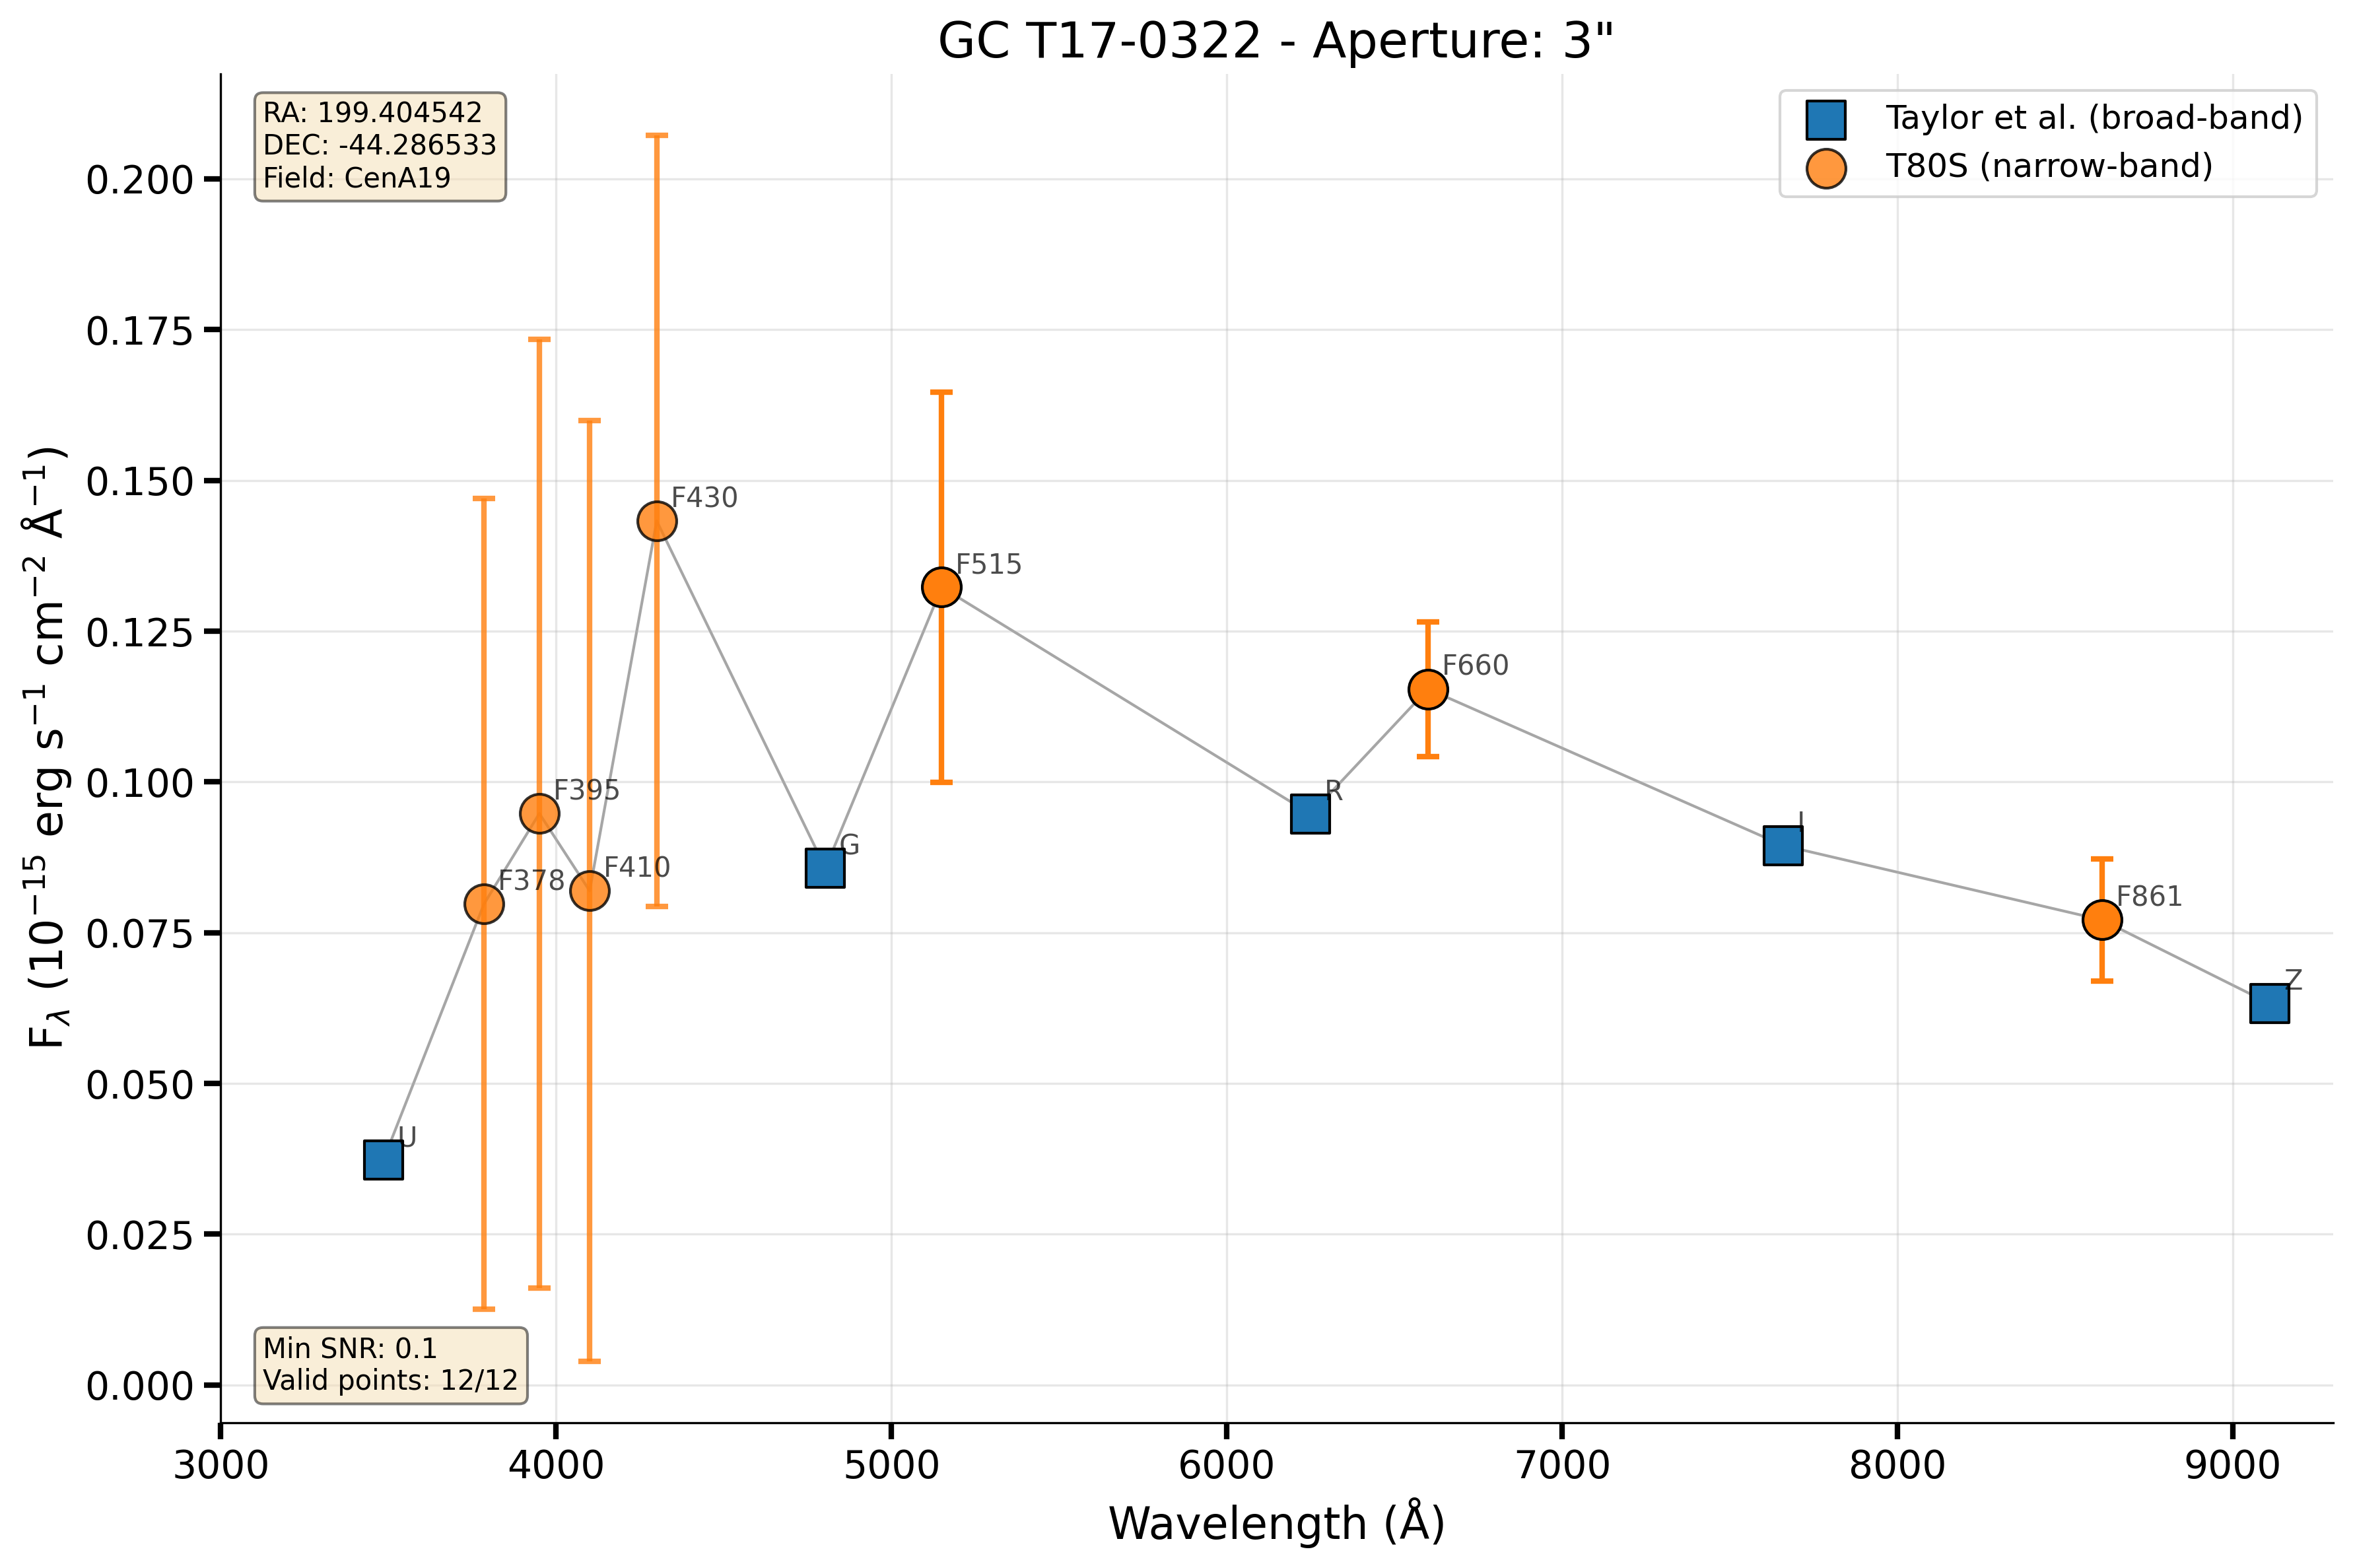 GC T17-0322 - Aperture: 3"
RA: 199.404542
DEC: -44.286533
Field: CenA19
Taylor et al. (broad-band)
T80S (narrow-band)
0.200
0.175
0.150
0.125
0.100
0.075
0.050
0.025
0.000
F_λ (10⁻¹⁵ erg s⁻¹ cm⁻² Å⁻¹)
U
F378
F395
F410
F430
G
F515
R
F660
I
F861
Z
Min SNR: 0.1
Valid points: 12/12
3000 4000 5000 6000 7000 8000 9000
Wavelength (Å)